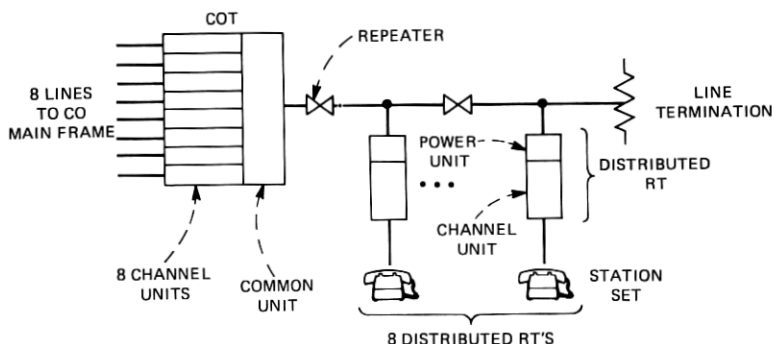 COT
REPEATER
8 LINES
TO CO
MAIN FRAME
LINE
TERMINATION
POWER
UNIT
DISTRIBUTED
RT
CHANNEL
UNIT
8 CHANNEL
UNITS
COMMON
UNIT
STATION
SET
8 DISTRIBUTED RT'S